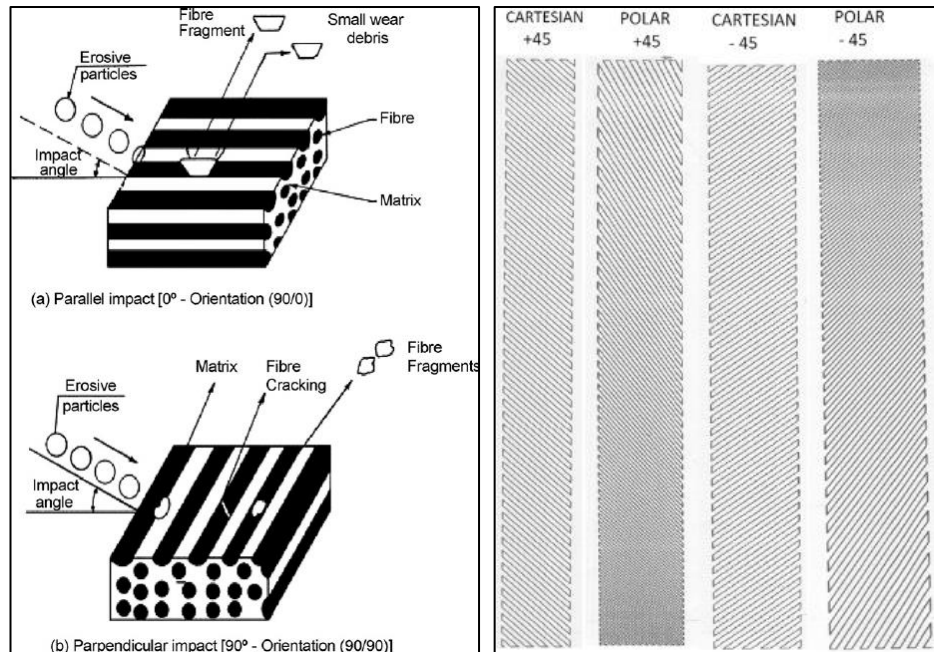 Fibre
Fragment
Small wear
debris
Erosive
particles
Fibre
Impact
angle
Matrix
(a) Parallel impact [0º - Orientation (90/0)]
Matrix
Fibre
Cracking
Fibre
Fragments
Erosive
particles
Impact
angle
(b) Perpendicular impact [90º - Orientation (90/90)]
CARTESIAN
+45
POLAR
+45
CARTESIAN
- 45
POLAR
- 45